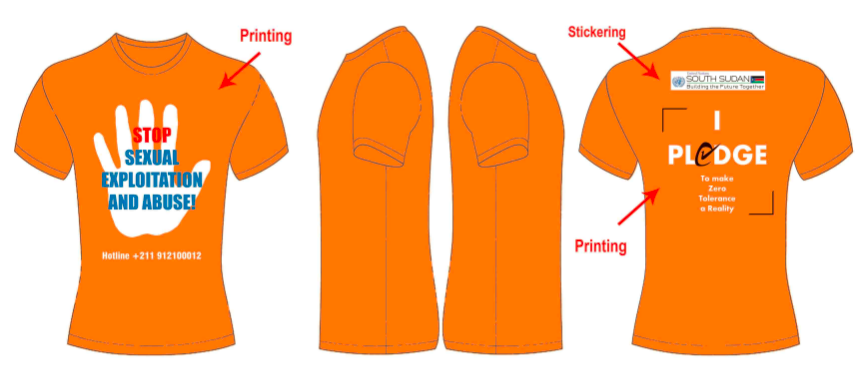 Printing
STOP
SEXUAL
EXPLOITATION
AND ABUSE!
Hotline +211 912100012
Stickering
SOUTH SUDAN
Building the Future Together
I
PLEDGE
To make
Zero
Tolerance
a Reality
Printing